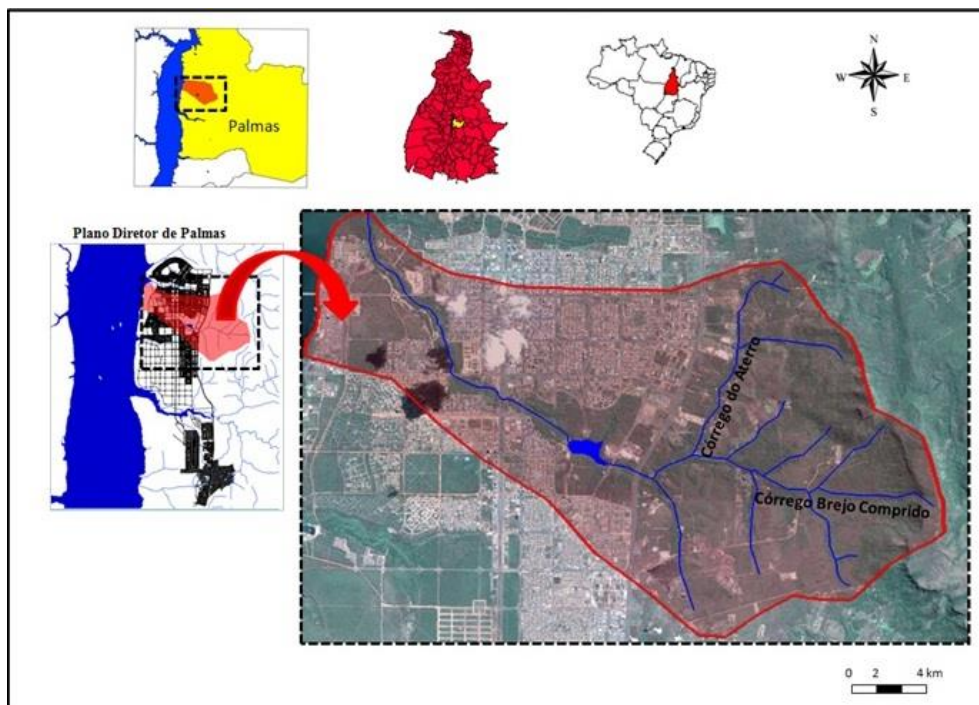 N
W E
S
Palmas
Plano Diretor de Palmas
Córrego do Aterro
Córrego Brejo Comprido
0 2 4 km